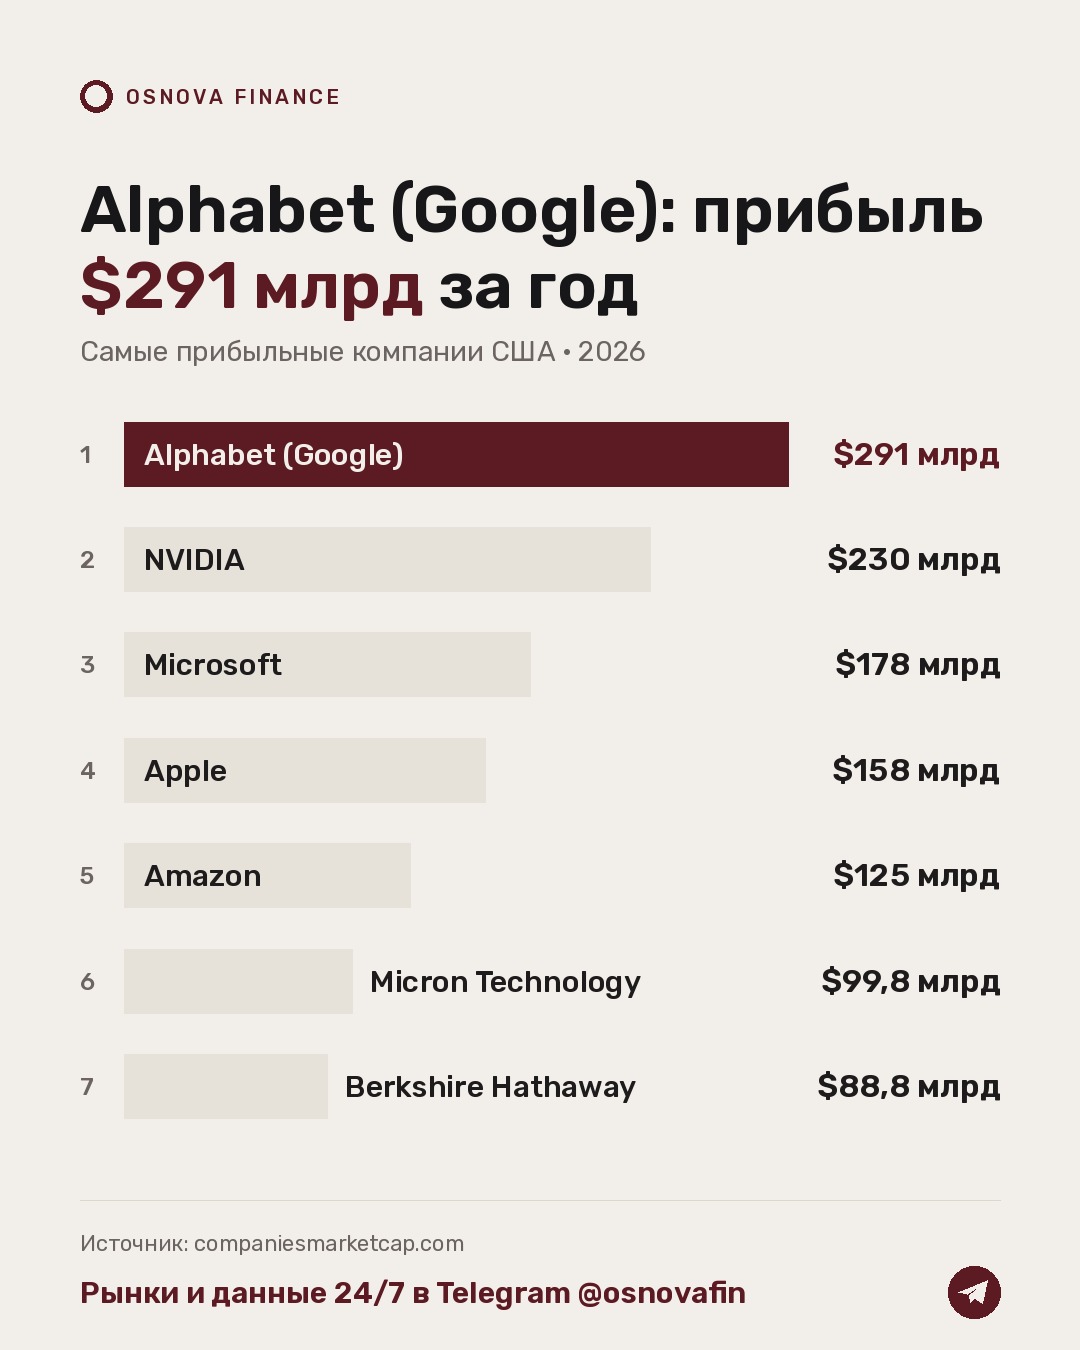 OSNOVA FINANCE
Alphabet (Google): прибыль
$291 млрд за год
Самые прибыльные компании США • 2026
1 Alphabet (Google) $291 млрд
2 NVIDIA $230 млрд
3 Microsoft $178 млрд
4 Apple $158 млрд
5 Amazon $125 млрд
6 Micron Technology $99,8 млрд
7 Berkshire Hathaway $88,8 млрд
Источник: companiesmarketcap.com
Рынки и данные 24/7 в Telegram @osnovafin